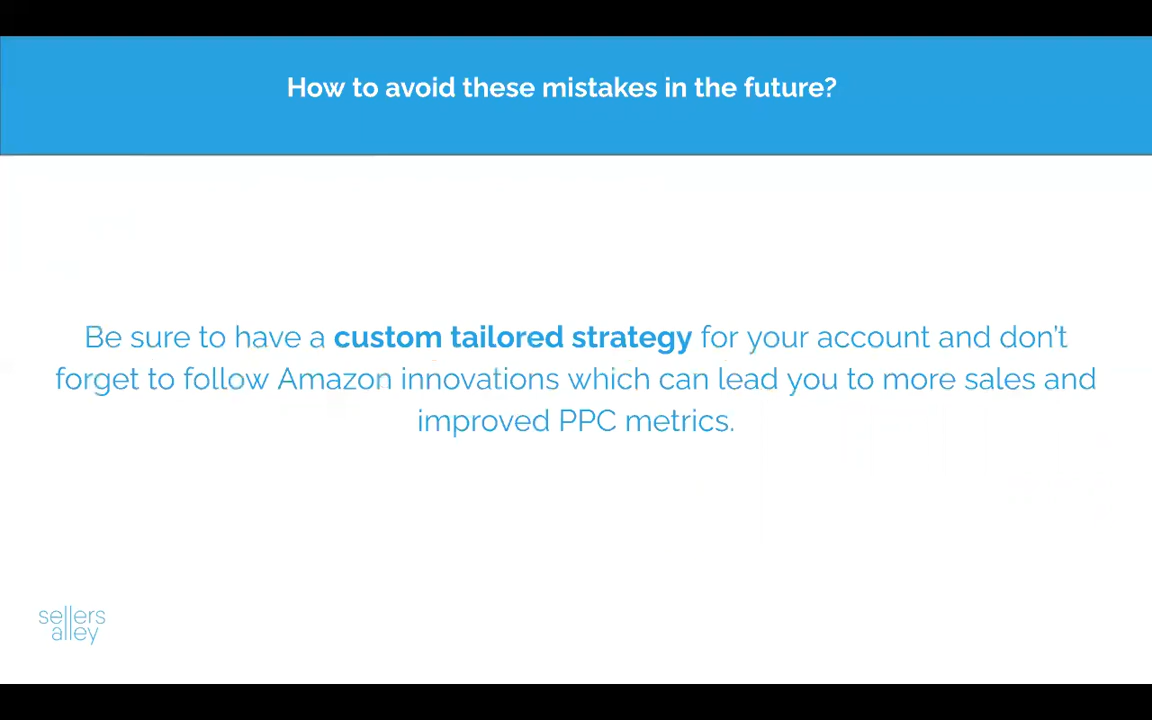 How to avoid these mistakes in the future?
Be sure to have a custom tailored strategy for your account and don't
forget to follow Amazon innovations which can lead you to more sales and
improved PPC metrics.
sellers
alley